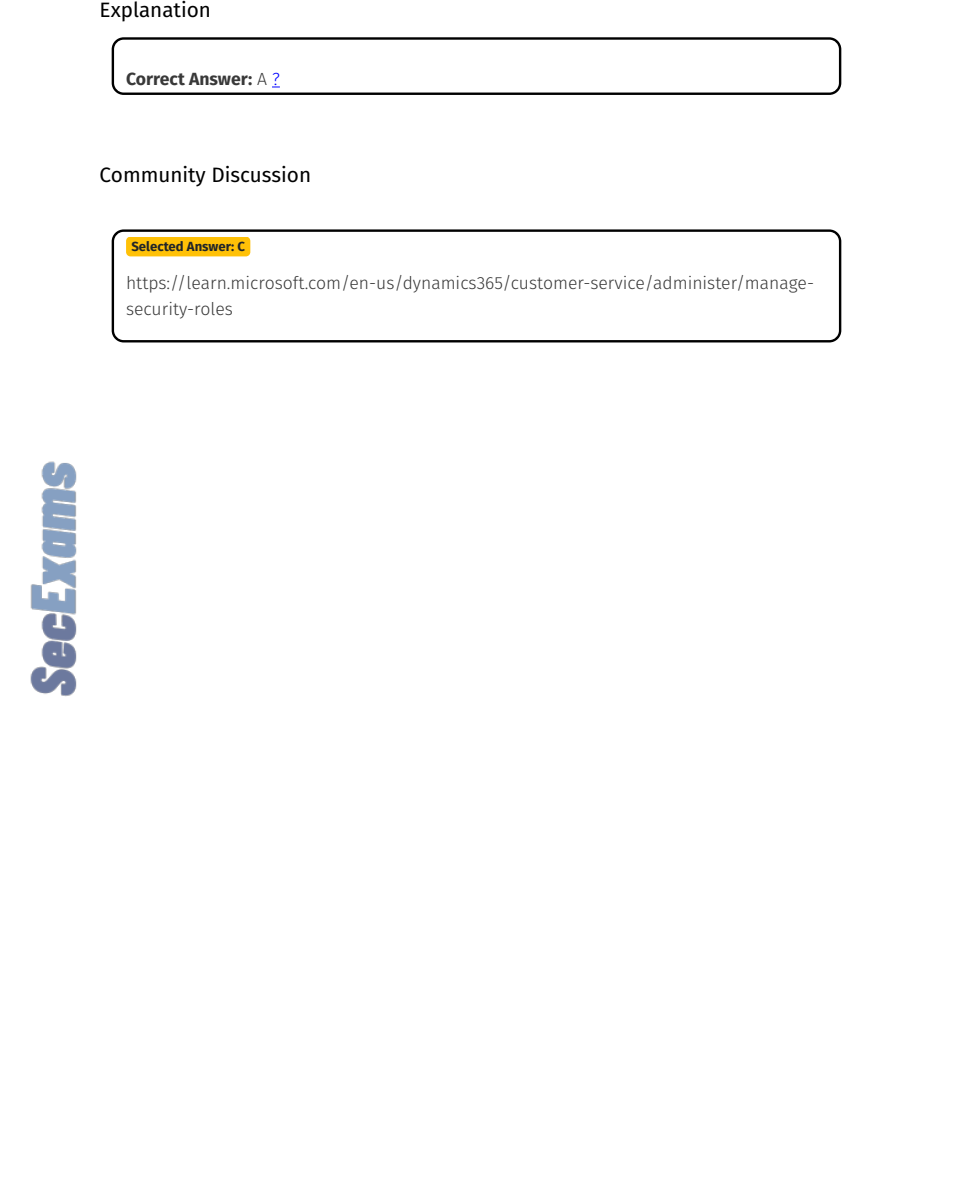 Explanation
Correct Answer: A ?
Community Discussion
Selected Answer: C
https://learn.microsoft.com/en-us/dynamics365/customer-service/administer/manage-
security-roles
SecExams